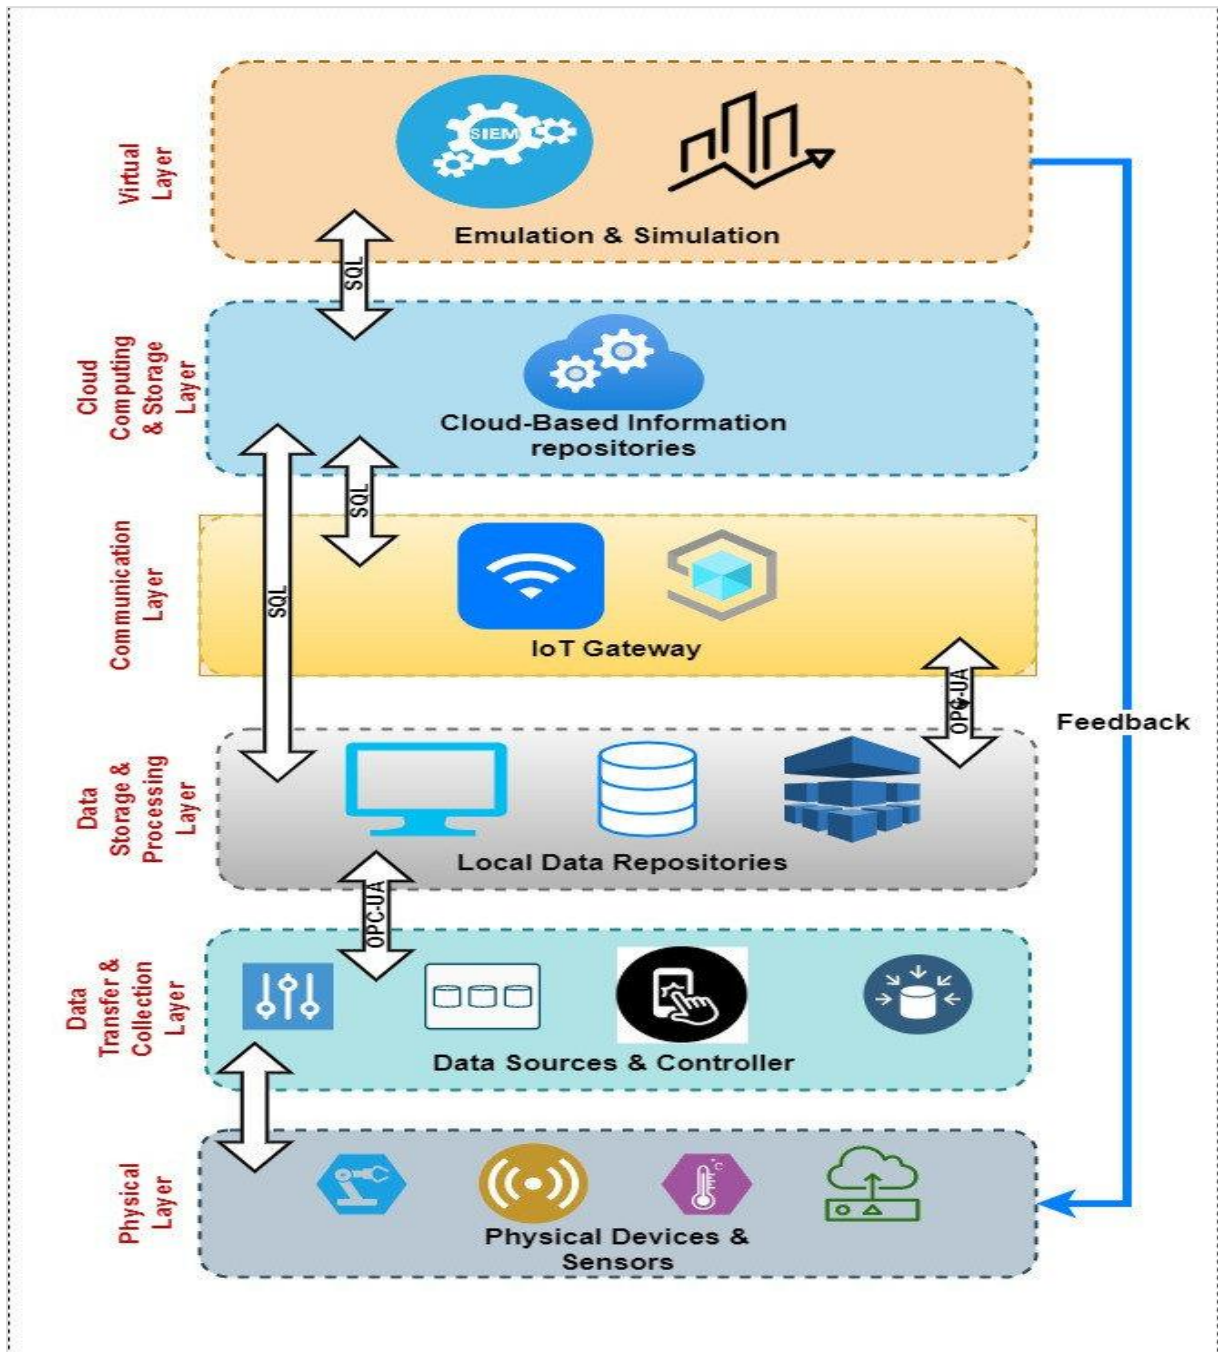 Virtual
Layer
SIEM
Emulation & Simulation
SQL
Cloud
Computing
& Storage
Layer
Cloud-Based Information
repositories
SQL
SQL
Communication
Layer
IoT Gateway
OPC-UA
Feedback
Data
Storage &
Processing
Layer
Local Data Repositories
OPC-UA
Data
Transfer &
Collection
Layer
Data Sources & Controller
Physical
Layer
°C
Physical Devices &
Sensors